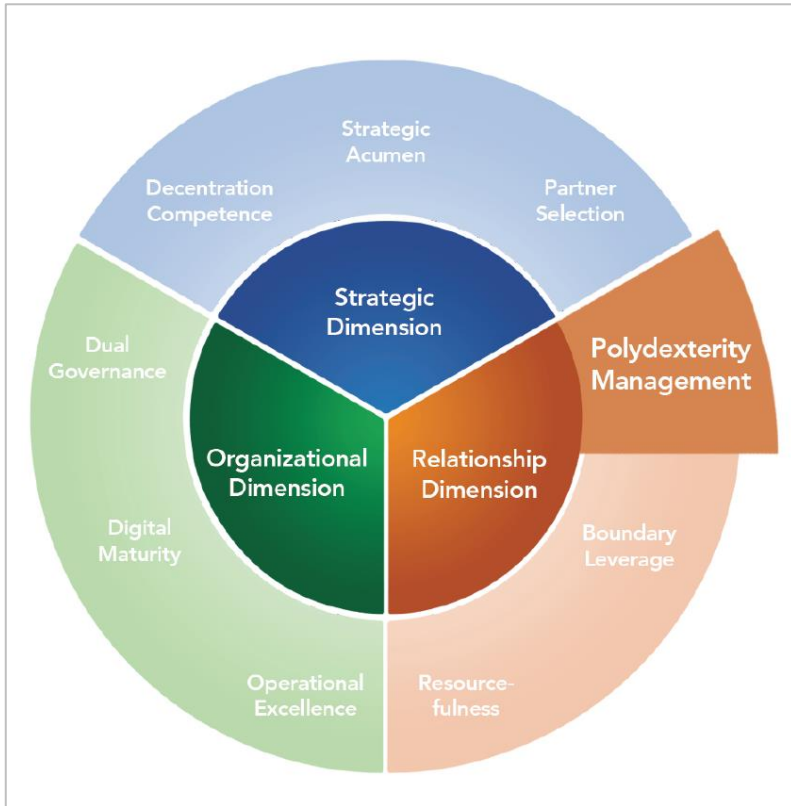 Strategic
Acumen
Decentration
Competence
Partner
Selection
Strategic
Dimension
Dual
Governance
Polydexterity
Management
Organizational
Dimension
Relationship
Dimension
Digital
Maturity
Boundary
Leverage
Operational
Excellence
Resource-
fulness